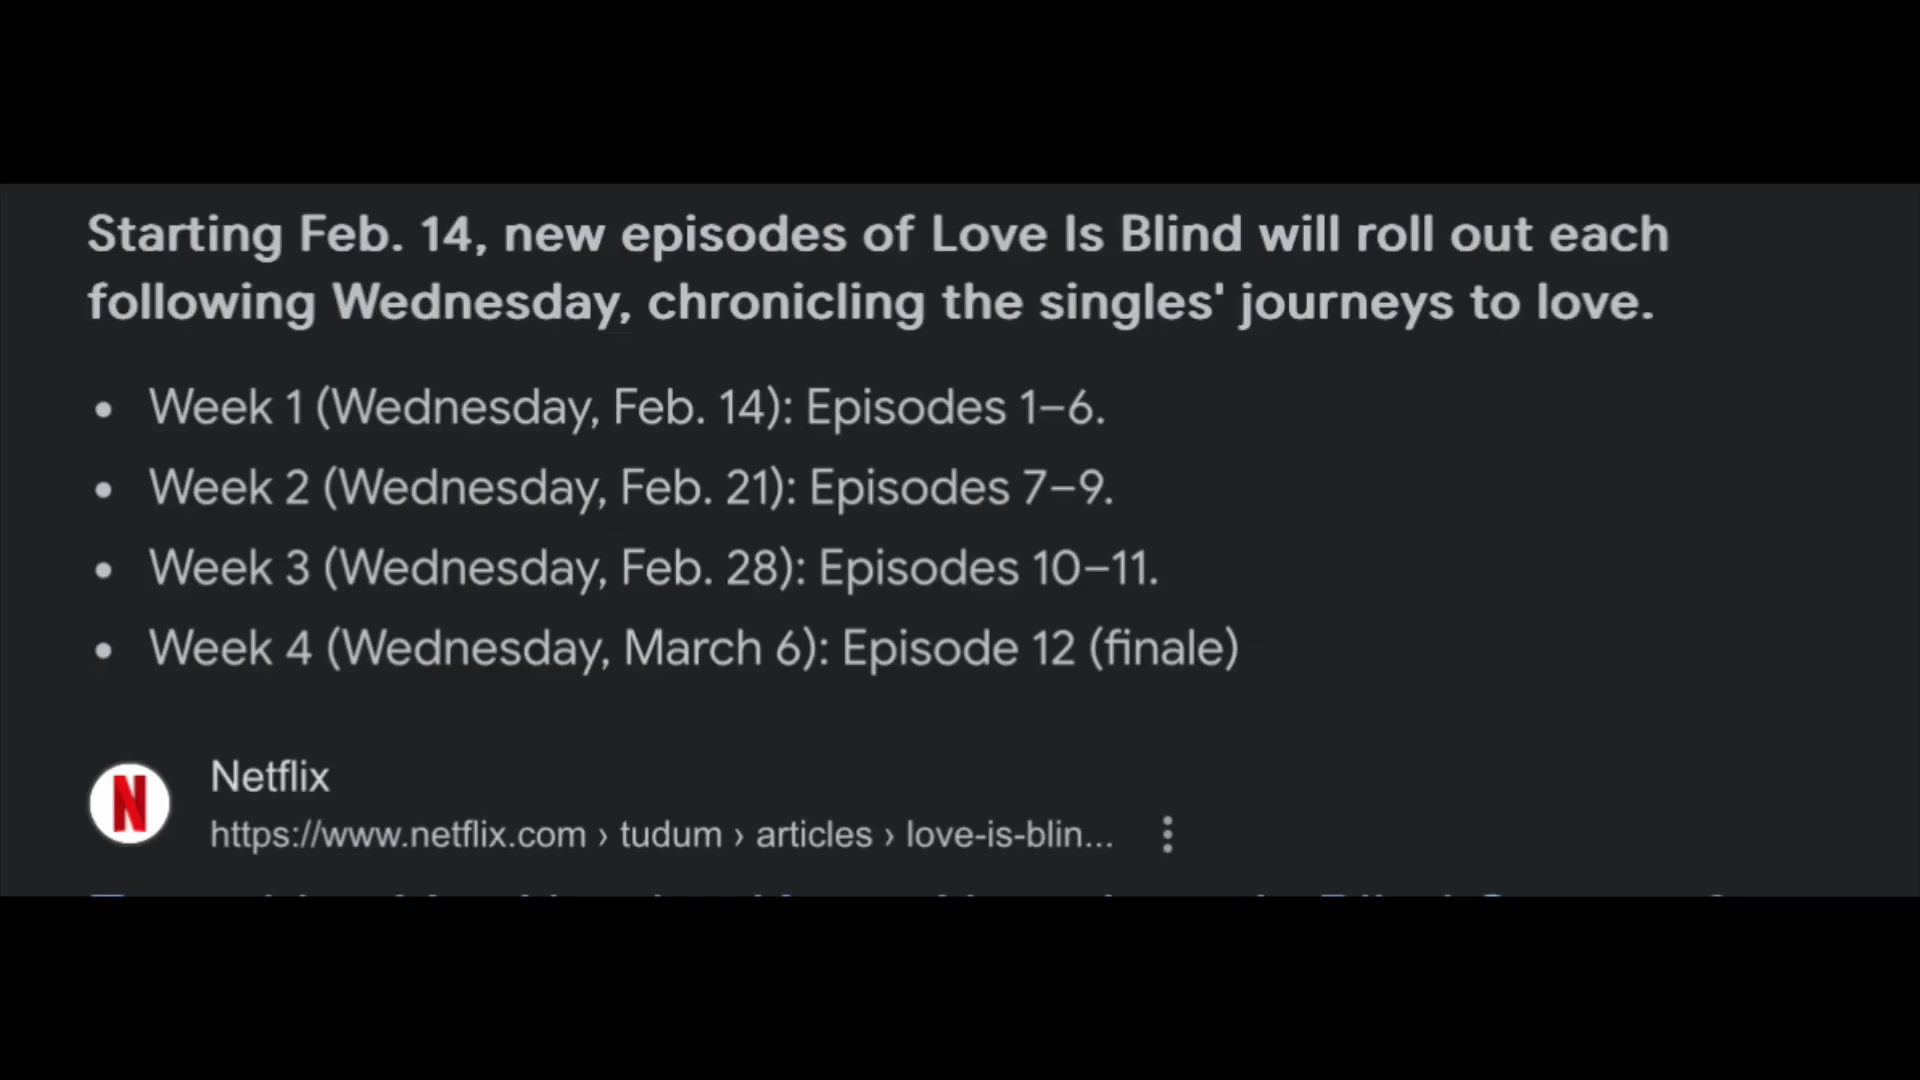 Starting Feb. 14, new episodes of Love Is Blind will roll out each
following Wednesday, chronicling the singles' journeys to love.
• Week 1 (Wednesday, Feb. 14): Episodes 1–6.
• Week 2 (Wednesday, Feb. 21): Episodes 7–9.
• Week 3 (Wednesday, Feb. 28): Episodes 10–11.
• Week 4 (Wednesday, March 6): Episode 12 (finale)
N
Netflix
https://www.netflix.com › tudum › articles › love-is-blin...